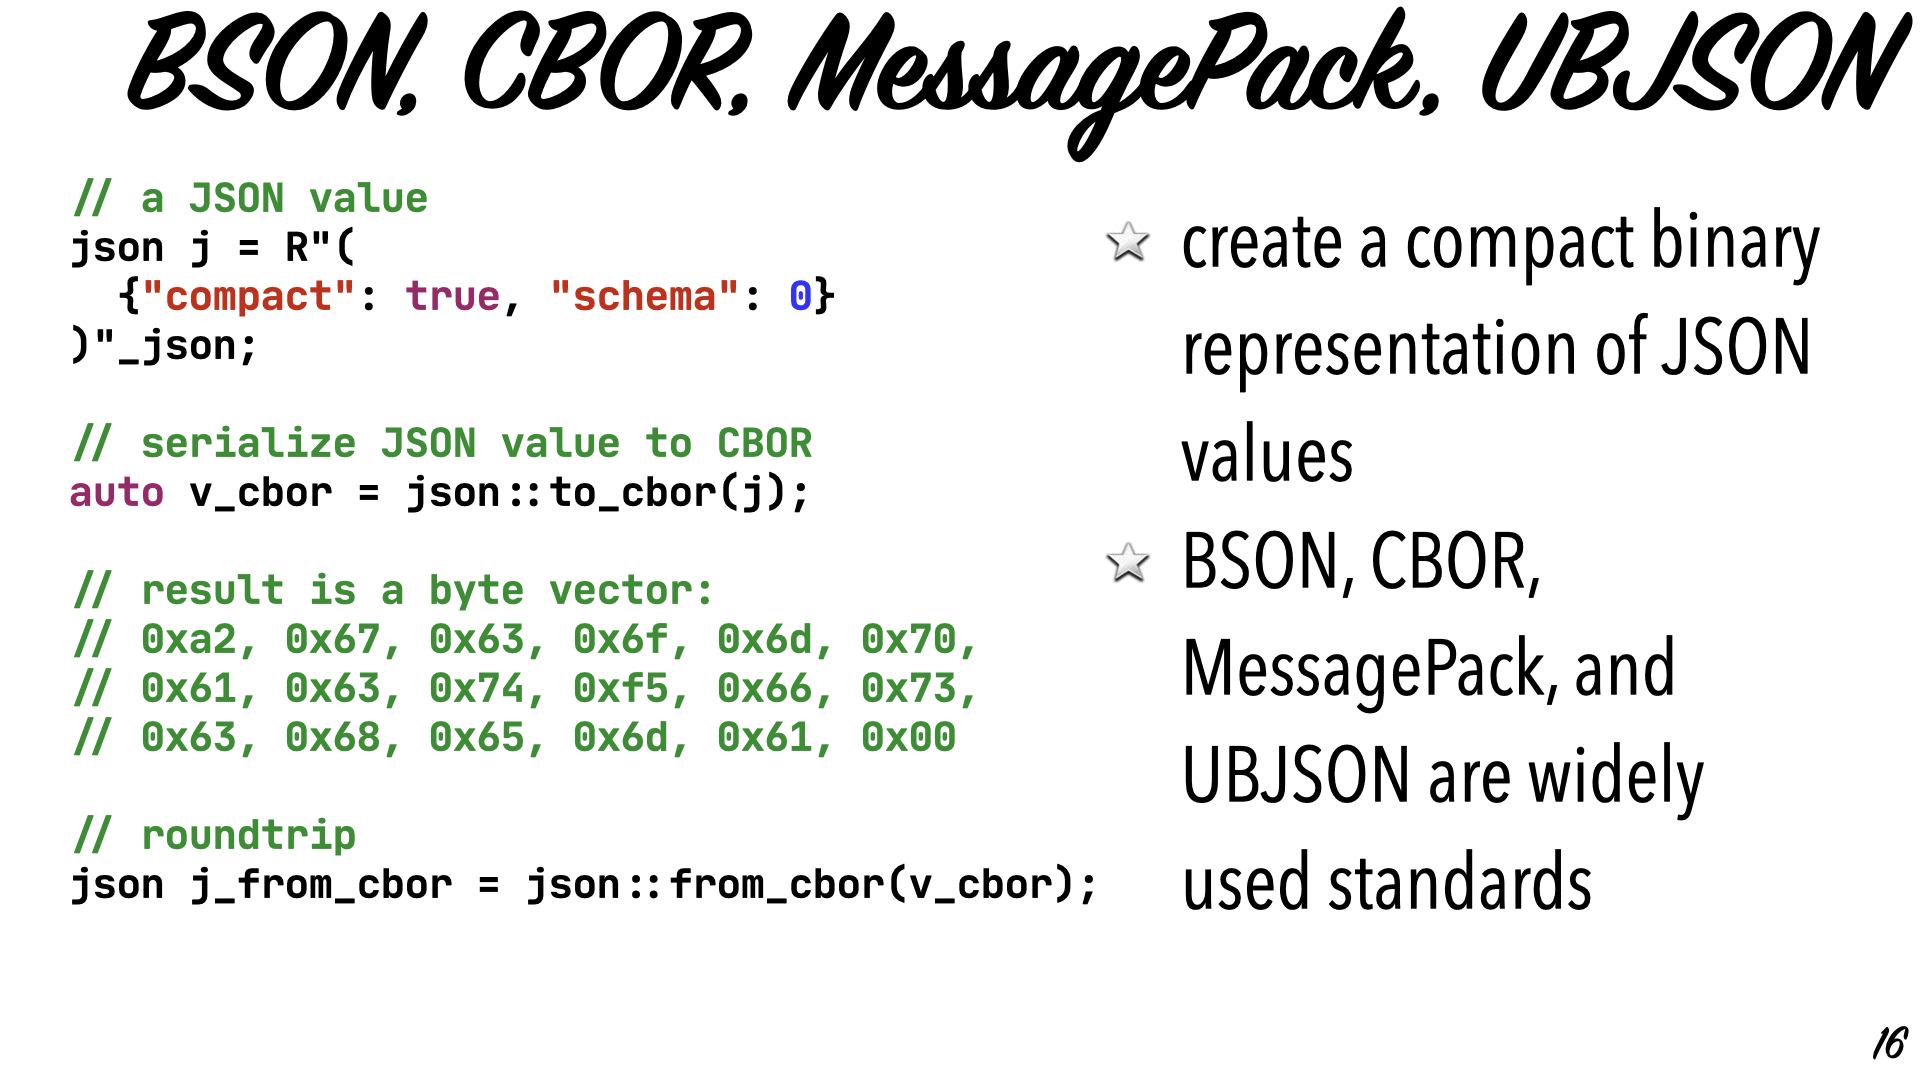 BSON, CBOR, MessagePack, UBJSON
// a JSON value
json j = R"(
  {"compact": true, "schema": 0}
)"_json;
// serialize JSON value to CBOR
auto v_cbor = json::to_cbor(j);
// result is a byte vector:
// 0xa2, 0x67, 0x63, 0x6f, 0x6d, 0x70,
// 0x61, 0x63, 0x74, 0xf5, 0x66, 0x73,
// 0x63, 0x68, 0x65, 0x6d, 0x61, 0x00
// roundtrip
json j_from_cbor = json::from_cbor(v_cbor);
create a compact binary
representation of JSON
values
BSON, CBOR,
MessagePack, and
UBJSON are widely
used standards
16